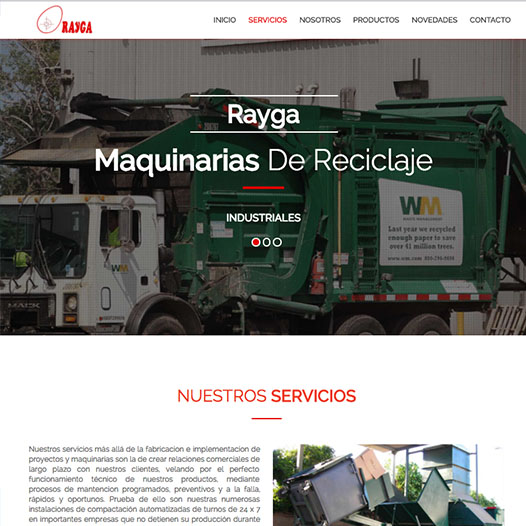 RAYGA
INICIO SERVICIOS NOSOTROS PRODUCTOS NOVEDADES CONTACTO
Rayga
Maquinarias De Reciclaje
INDUSTRIALES
WM
WASTE MANAGEMENT
Last year we recycled
enough paper to save
over 41 million trees.
WM
MACK
NUESTROS SERVICIOS
Nuestros servicios más allá de la fabricacion e implementacion de
proyectos y maquinarias son la de crear relaciones comerciales de
largo plazo con nuestros clientes, velando por el perfecto
funcionamiento técnico de nuestros productos, mediante
procesos de mantencion programados, preventivos y a la falla,
rápidos y oportunos. Prueba de ello son nuestras numerosas
instalaciones de compactación automatizadas de turnos de 24 x 7
en importantes empresas que no detienen su producción durante